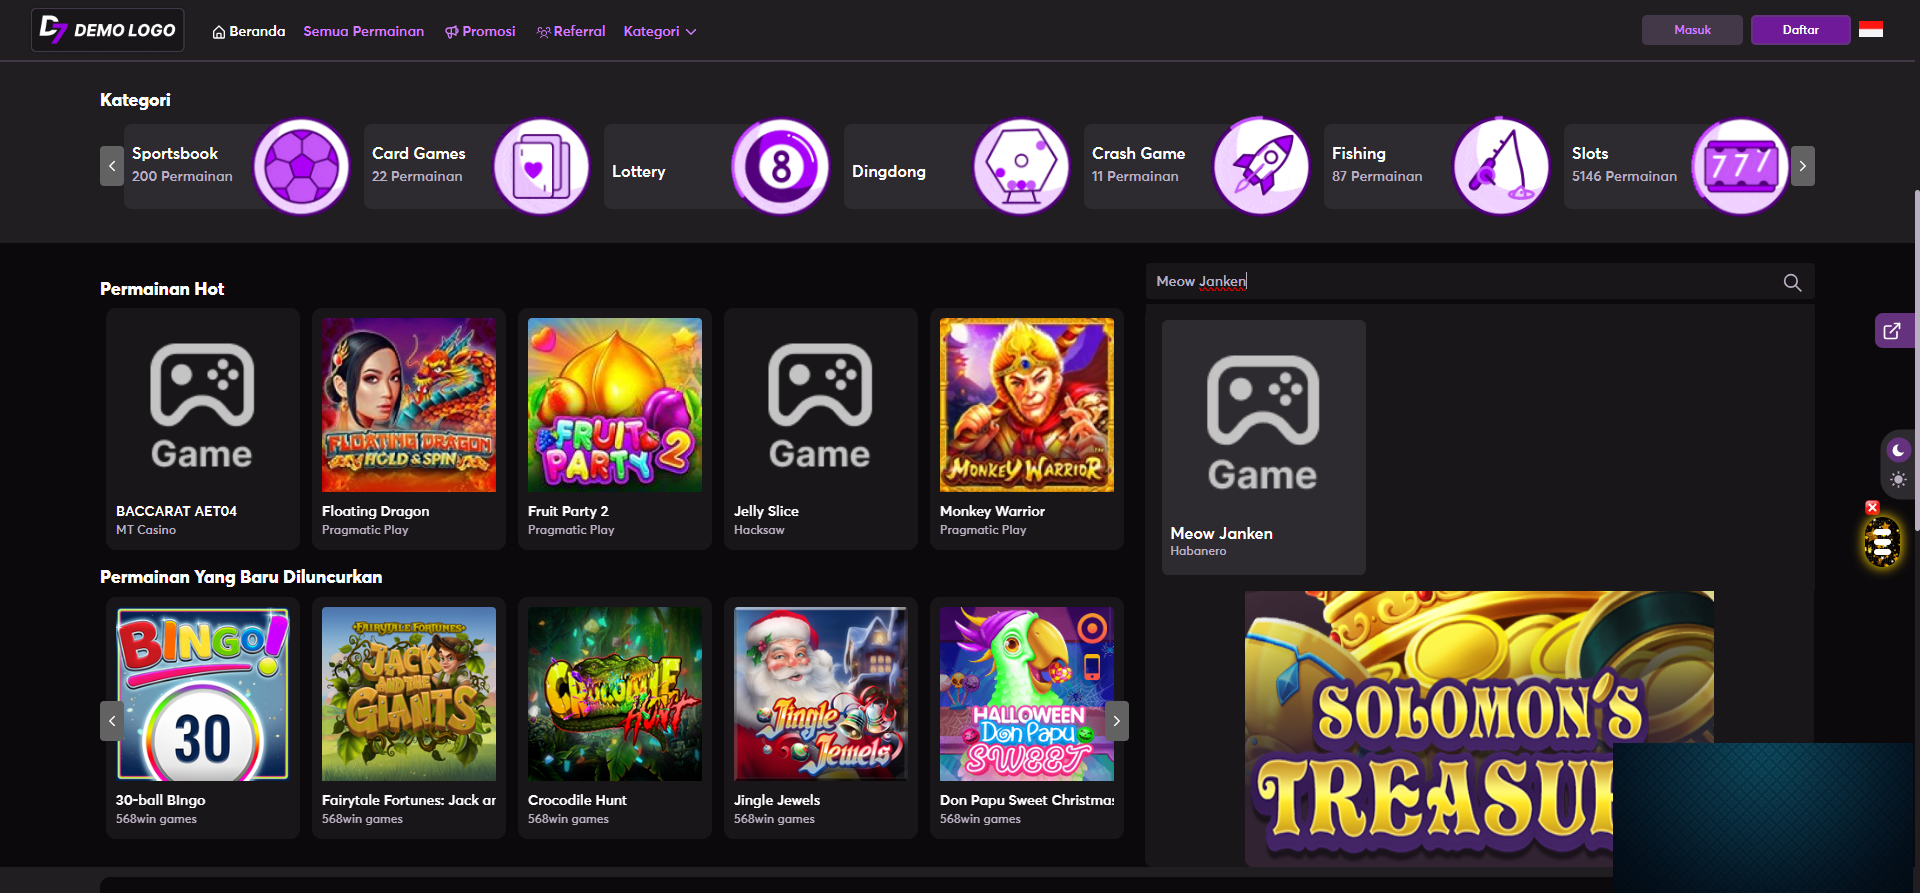 D7 DEMO LOGO
Beranda
Semua Permainan
Promosi
Referral
Kategori
Masuk
Daftar
Kategori
Sportsbook
200 Permainan
Card Games
22 Permainan
Lottery
8
Dingdong
Crash Game
11 Permainan
Fishing
87 Permainan
Slots
5146 Permainan
777
Permainan Hot
Game
BACCARAT AET04
MT Casino
FLOATING DRAGON
HOLD & SPIN
Floating Dragon
Pragmatic Play
FRUIT
PARTY 2
Fruit Party 2
Pragmatic Play
Game
Jelly Slice
Hacksaw
MONKEY WARRIOR
Monkey Warrior
Pragmatic Play
Meow Janken
Game
Meow Janken
Habanero
Permainan Yang Baru Diluncurkan
BINGO!
30
30-ball BIngo
568win games
FAIRYTALE FORTUNES
JACK
AND THE
GIANTS
Fairytale Fortunes: Jack ar
568win games
CROCODILE
HUNT
Crocodile Hunt
568win games
Jingle
Jewels
Jingle Jewels
568win games
HALLOWEEN
Don Papu
SWEET
Don Papu Sweet Christmas
568win games
SOLOMON'S
TREASU